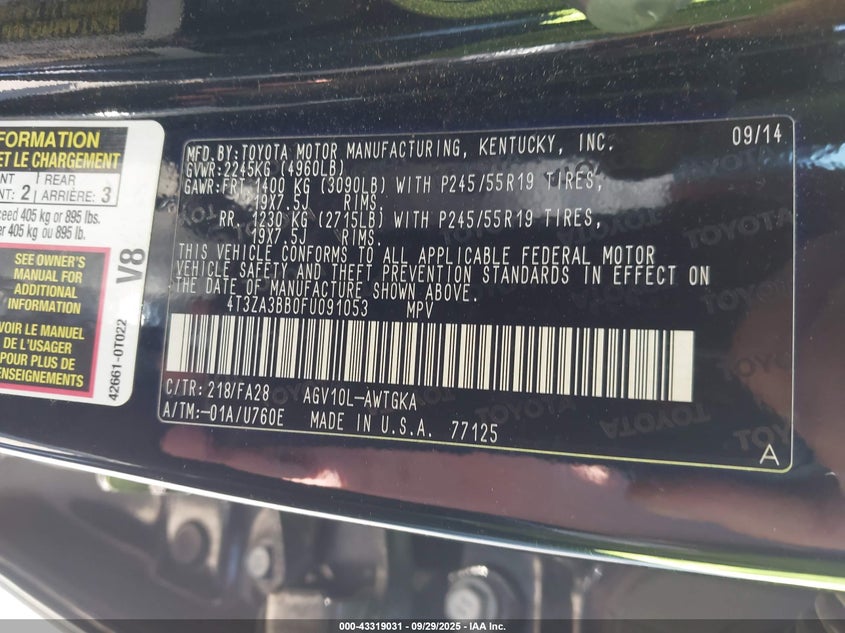 FORMATION
ET LE CHARGEMENT
REAR
2
ARRIÈRE: 3
405 kg or 895 lbs.
405 kg ou 895 lb.
SEE OWNER'S
MANUAL FOR
ADDITIONAL
INFORMATION
LE MANUEL
DE L'USAGER
POUR PLUS DE
V8
42661-0T022
MFD.BY:TOYOTA MOTOR MANUFACTURING, KENTUCKY, INC. 09/14
GVWR:2245KG (4960LB)
GAWR:FRT.1400 KG (3090LB) WITH P245/55R19 TIRES,
19X7.5J RIMS.
RR. 1230 KG (2715LB) WITH P245/55R19 TIRES,
19X7.5J RIMS.
THIS VEHICLE CONFORMS TO ALL APPLICABLE FEDERAL MOTOR
VEHICLE SAFETY AND THEFT PREVENTION STANDARDS IN EFFECT ON
THE DATE OF MANUFACTURE SHOWN ABOVE.
4T3ZA3BB0FU091053 MPV
C/TR:218/FA28 AGV10L-AWTGKA
A/TM:-01A/U760E MADE IN U.S.A. 77125
A
000-43319031 - 09/29/2025 - IAA Inc.